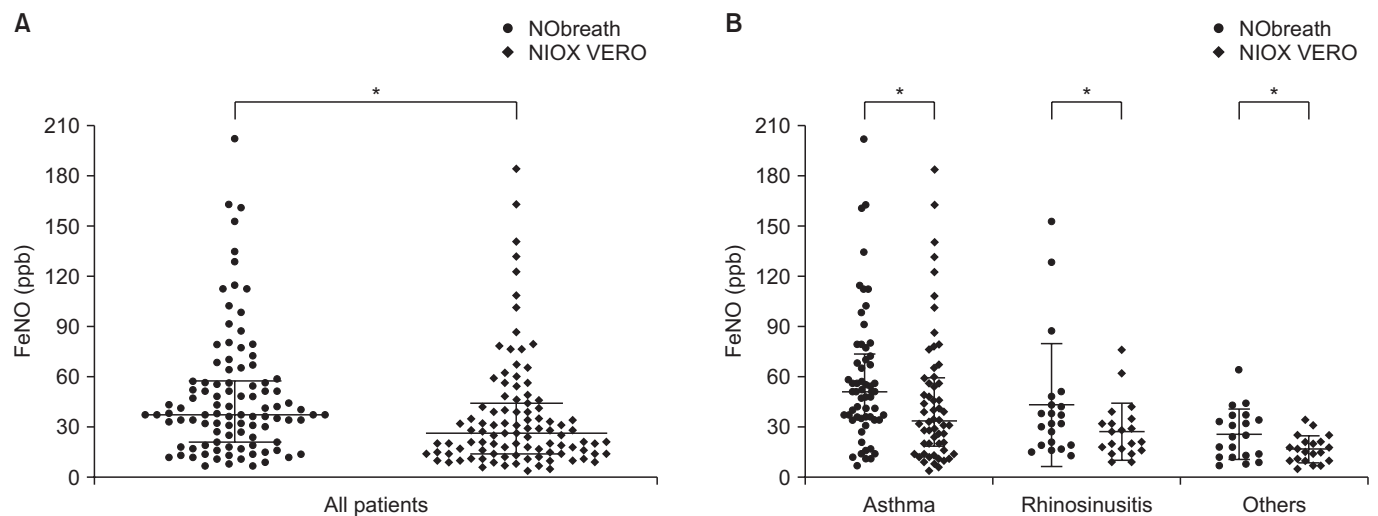 A
NObreath
NIOX VERO
*
210
180
150
120
90
60
30
0
FeNO (ppb)
All patients
B
NObreath
NIOX VERO
* * *
210
180
150
120
90
60
30
0
FeNO (ppb)
Asthma Rhinosinusitis Others